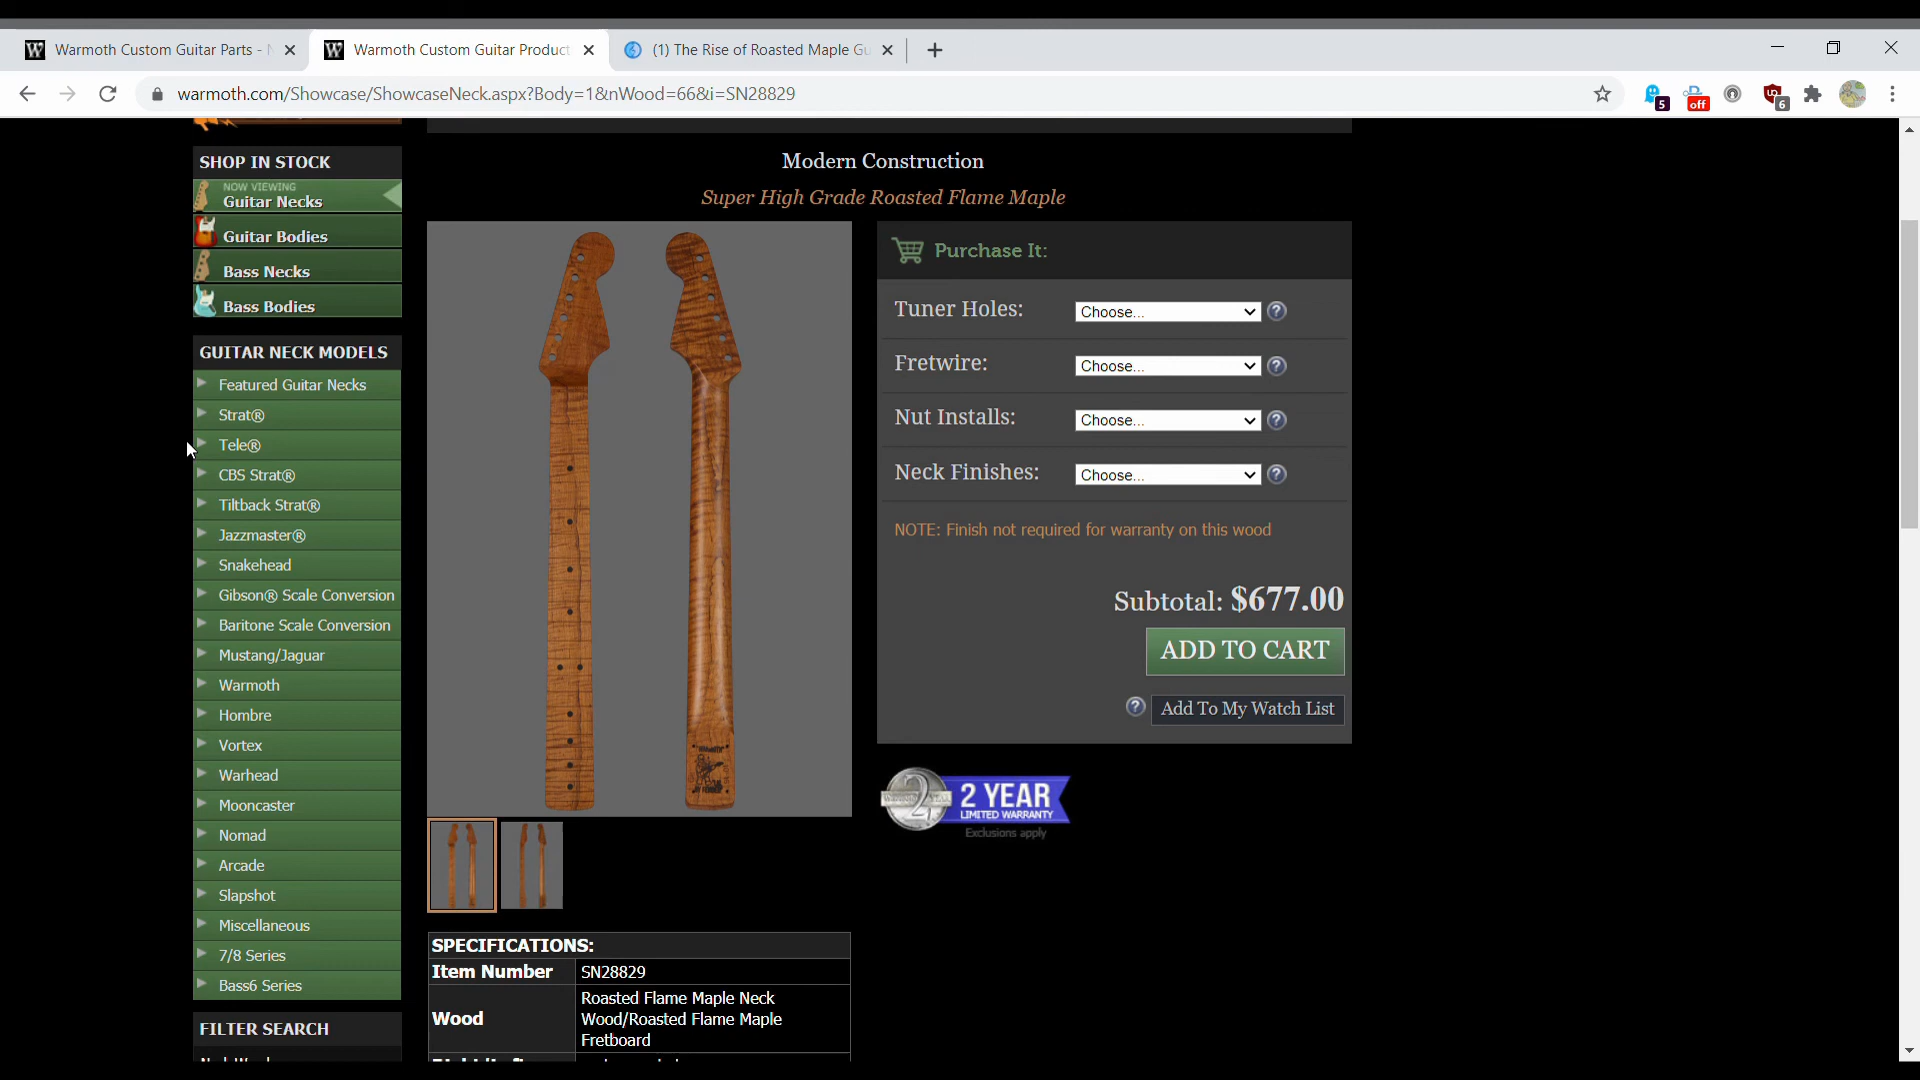 Warmoth Custom Guitar Parts -
Warmoth Custom Guitar Product
(1) The Rise of Roasted Maple Gu
warmoth.com/Showcase/ShowcaseNeck.aspx?Body=1&nWood=66&i=SN28829
5
off
6
SHOP IN STOCK
NOW VIEWING
Guitar Necks
Guitar Bodies
Bass Necks
Bass Bodies
GUITAR NECK MODELS
Featured Guitar Necks
Strat®
Tele®
CBS Strat®
Tiltback Strat®
Jazzmaster®
Snakehead
Gibson® Scale Conversion
Baritone Scale Conversion
Mustang/Jaguar
Warmoth
Hombre
Vortex
Warhead
Mooncaster
Nomad
Arcade
Slapshot
Miscellaneous
7/8 Series
Bass6 Series
FILTER SEARCH
Modern Construction
Super High Grade Roasted Flame Maple
Purchase It:
Tuner Holes: Choose...
Fretwire: Choose...
Nut Installs: Choose...
Neck Finishes: Choose...
NOTE: Finish not required for warranty on this wood
Subtotal: $677.00
ADD TO CART
Add To My Watch List
2 YEAR
LIMITED WARRANTY
Exclusions apply
SPECIFICATIONS:
Item Number SN28829
Wood Roasted Flame Maple Neck
Wood/Roasted Flame Maple
Fretboard